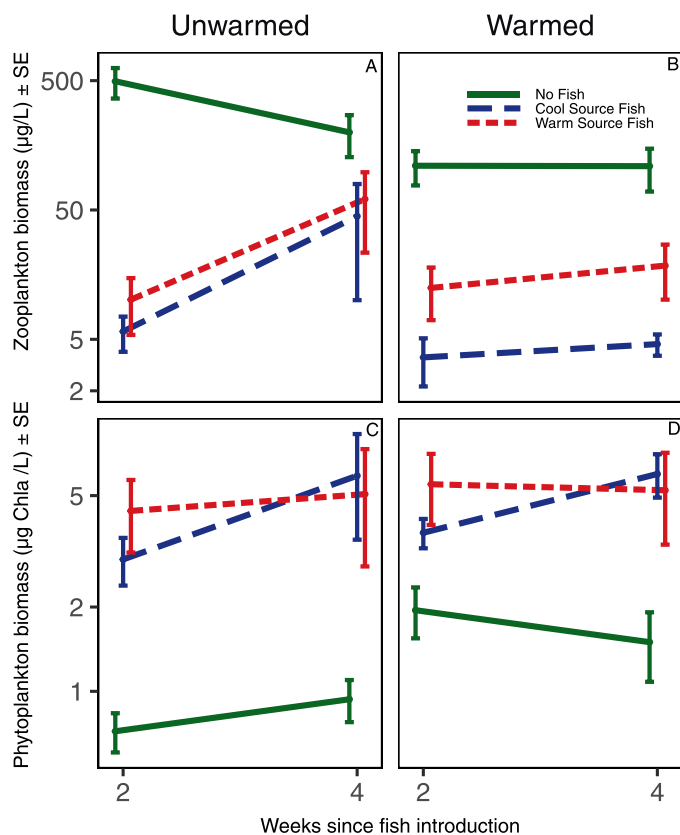 Unwarmed
Warmed
Zooplankton biomass (µg/L) ± SE
500
50
5
2
A
B
No Fish
Cool Source Fish
Warm Source Fish
Phytoplankton biomass (µg Chla /L) ± SE
5
2
1
C
D
2
4
2
4
Weeks since fish introduction